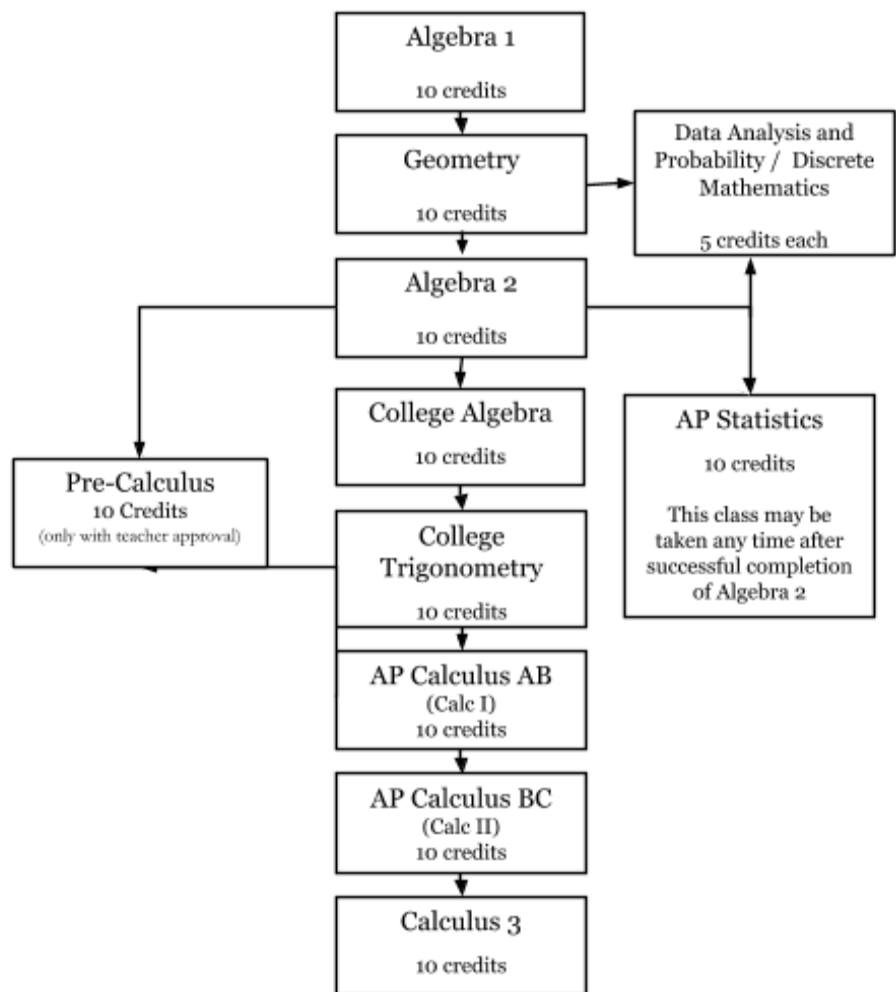 Algebra 1
10 credits
Geometry
10 credits
Data Analysis and
Probability / Discrete
Mathematics
5 credits each
Algebra 2
10 credits
College Algebra
10 credits
AP Statistics
10 credits
This class may be
taken any time after
successful completion
of Algebra 2
Pre-Calculus
10 Credits
(only with teacher approval)
College
Trigonometry
10 credits
AP Calculus AB
(Calc I)
10 credits
AP Calculus BC
(Calc II)
10 credits
Calculus 3
10 credits